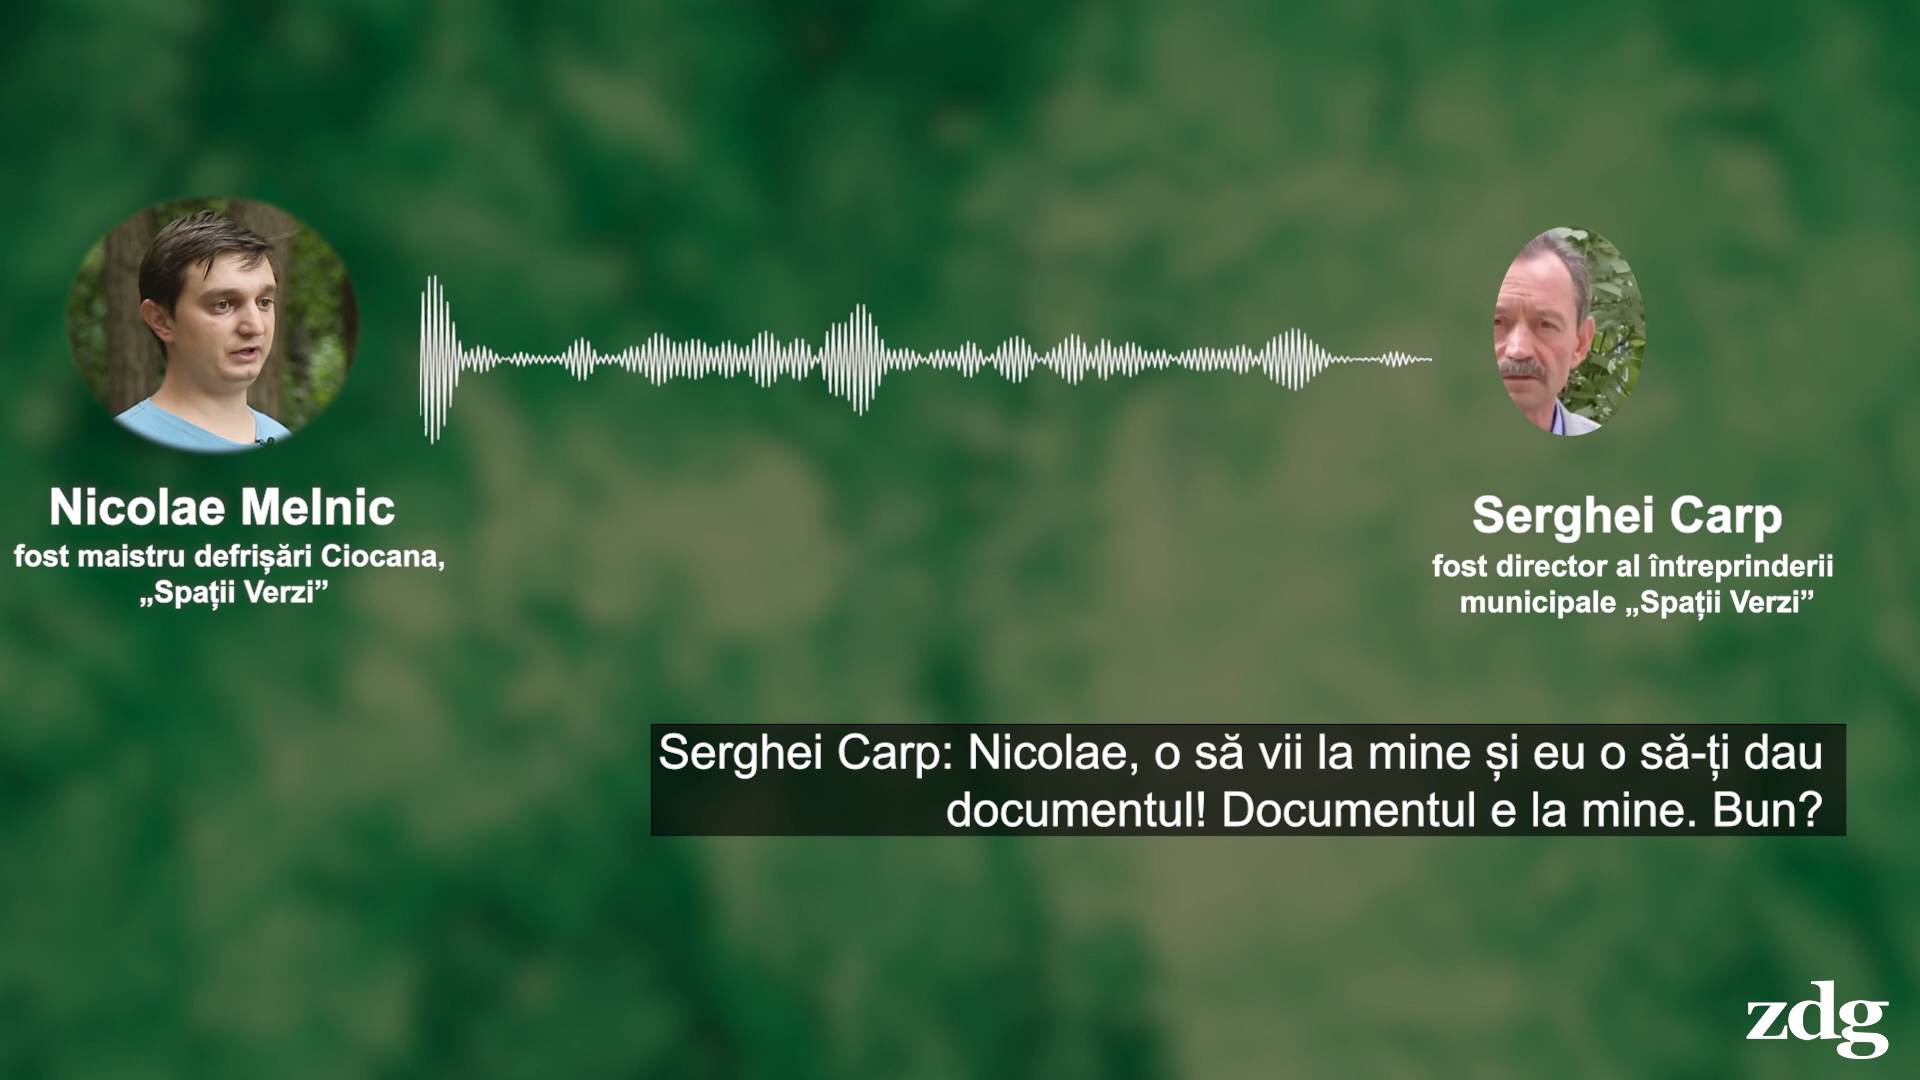 Nicolae Melnic
fost maistru defrișări Ciocana,
„Spații Verzi”
Serghei Carp
fost director al întreprinderii
municipale „Spații Verzi”
Serghei Carp: Nicolae, o să vii la mine și eu o să-ți dau
documentul! Documentul e la mine. Bun?
zdg